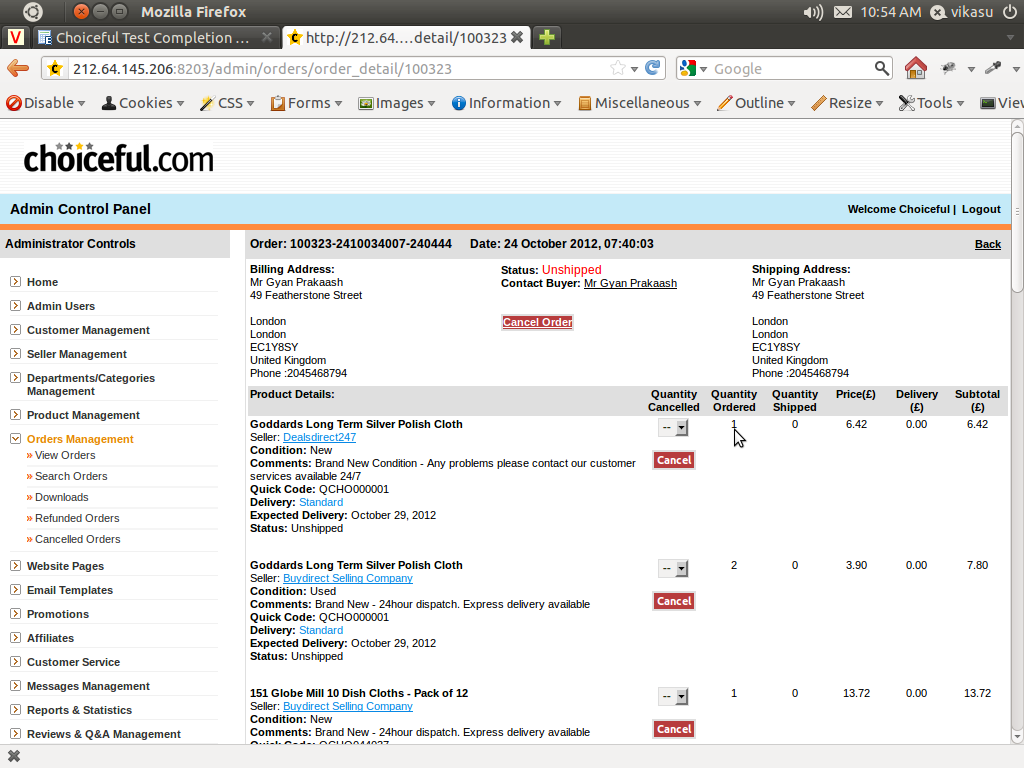 Mozilla Firefox
10:54 AM
vikasu
Choiceful Test Completion ...
http://212.64....detail/100323
212.64.145.206:8203/admin/orders/order_detail/100323
Google
Disable
Cookies
CSS
Forms
Images
Information
Miscellaneous
Outline
Resize
Tools
choiceful.com
Admin Control Panel
Welcome Choiceful | Logout
Administrator Controls
Home
Admin Users
Customer Management
Seller Management
Departments/Categories
Management
Product Management
Orders Management
» View Orders
» Search Orders
» Downloads
» Refunded Orders
» Cancelled Orders
Website Pages
Email Templates
Promotions
Affiliates
Customer Service
Messages Management
Reports & Statistics
Reviews & Q&A Management
Order: 100323-2410034007-240444 Date: 24 October 2012, 07:40:03 Back
Billing Address:
Mr Gyan Prakaash
49 Featherstone Street
London
London
EC1Y8SY
United Kingdom
Phone :2045468794
Status: Unshipped
Contact Buyer: Mr Gyan Prakaash
Cancel Order
Shipping Address:
Mr Gyan Prakaash
49 Featherstone Street
London
London
EC1Y8SY
United Kingdom
Phone :2045468794
Product Details: Quantity Cancelled Quantity Ordered Quantity Shipped Price(£) Delivery (£) Subtotal (£)
Goddards Long Term Silver Polish Cloth -- 1 0 6.42 0.00 6.42
Seller: Dealsdirect247
Condition: New
Cancel
Comments: Brand New Condition - Any problems please contact our customer
services available 24/7
Quick Code: QCHO000001
Delivery: Standard
Expected Delivery: October 29, 2012
Status: Unshipped
Goddards Long Term Silver Polish Cloth -- 2 0 3.90 0.00 7.80
Seller: Buydirect Selling Company
Condition: Used
Cancel
Comments: Brand New - 24hour dispatch. Express delivery available
Quick Code: QCHO000001
Delivery: Standard
Expected Delivery: October 29, 2012
Status: Unshipped
151 Globe Mill 10 Dish Cloths - Pack of 12 -- 1 0 13.72 0.00 13.72
Seller: Buydirect Selling Company
Condition: New
Cancel
Comments: Brand New - 24hour dispatch. Express delivery available